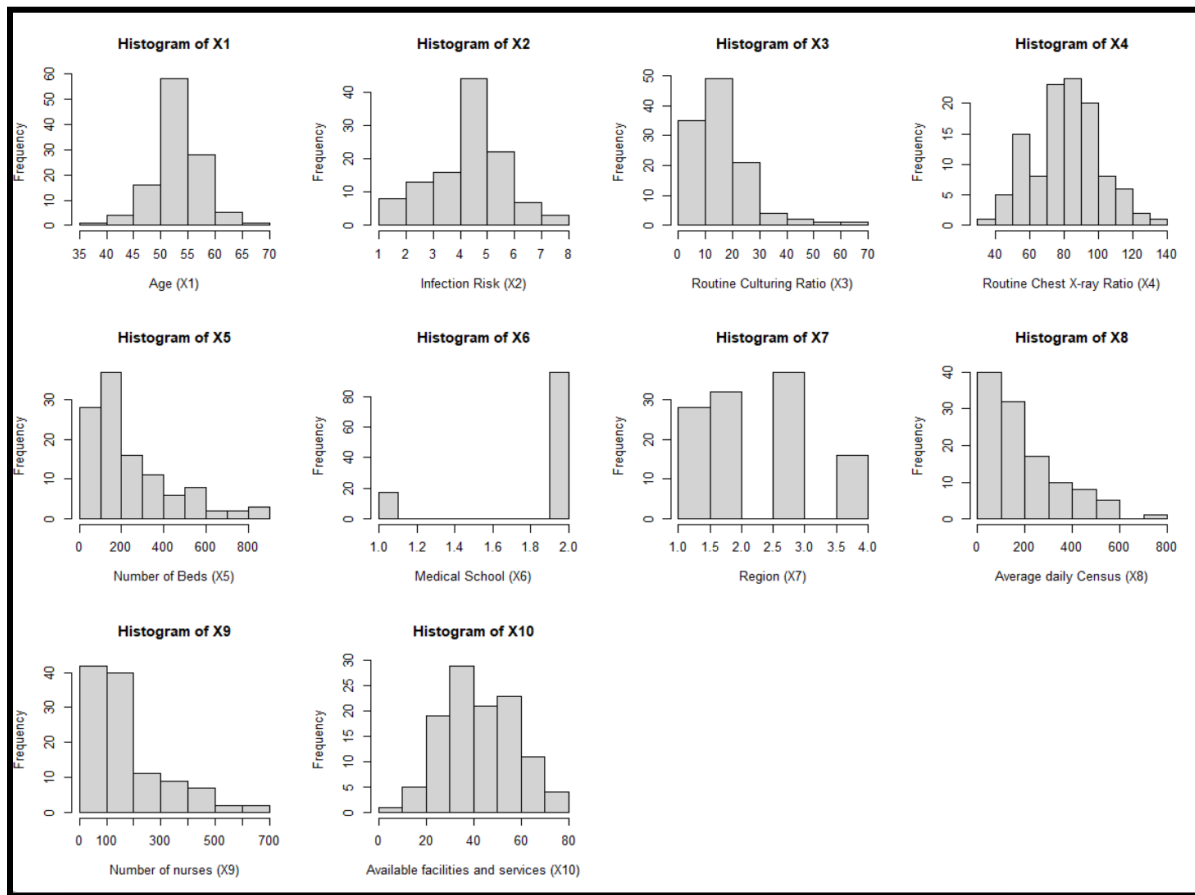 Histogram of X1
Frequency
0 10 20 30 40 50 60
35 40 45 50 55 60 65 70
Age (X1)
Histogram of X2
Frequency
0 10 20 30 40
1 2 3 4 5 6 7 8
Infection Risk (X2)
Histogram of X3
Frequency
0 10 20 30 40 50
0 10 20 30 40 50 60 70
Routine Culturing Ratio (X3)
Histogram of X4
Frequency
0 5 10 15 20
40 60 80 100 120 140
Routine Chest X-ray Ratio (X4)
Histogram of X5
Frequency
0 10 20 30
0 200 400 600 800
Number of Beds (X5)
Histogram of X6
Frequency
0 20 40 60 80
1.0 1.2 1.4 1.6 1.8 2.0
Medical School (X6)
Histogram of X7
Frequency
0 10 20 30
1.0 1.5 2.0 2.5 3.0 3.5 4.0
Region (X7)
Histogram of X8
Frequency
0 10 20 30 40
0 200 400 600 800
Average daily Census (X8)
Histogram of X9
Frequency
0 10 20 30 40
0 100 300 500 700
Number of nurses (X9)
Histogram of X10
Frequency
0 5 10 15 20 25 30
0 20 40 60 80
Available facilities and services (X10)